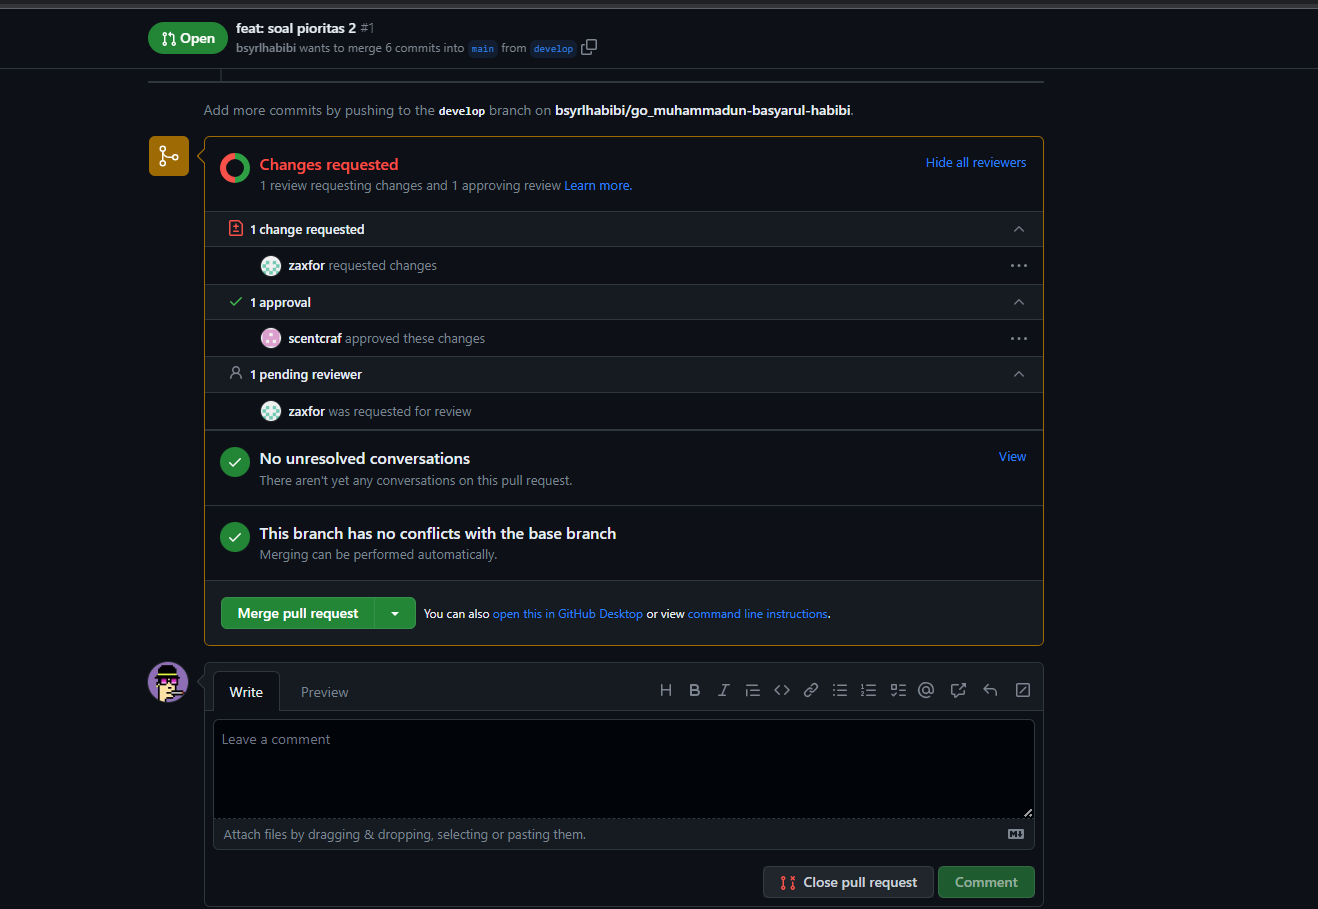 Open
feat: soal pioritas 2 #1
bsyrlhabibi wants to merge 6 commits into main from develop
Add more commits by pushing to the develop branch on bsyrlhabibi/go_muhammadun-basyarul-habibi.
Changes requested
Hide all reviewers
1 review requesting changes and 1 approving review Learn more.
1 change requested
zaxfor requested changes
1 approval
scentcraf approved these changes
1 pending reviewer
zaxfor was requested for review
No unresolved conversations
View
There aren't yet any conversations on this pull request.
This branch has no conflicts with the base branch
Merging can be performed automatically.
Merge pull request
You can also open this in GitHub Desktop or view command line instructions.
Write
Preview
Leave a comment
Attach files by dragging & dropping, selecting or pasting them.
Close pull request
Comment